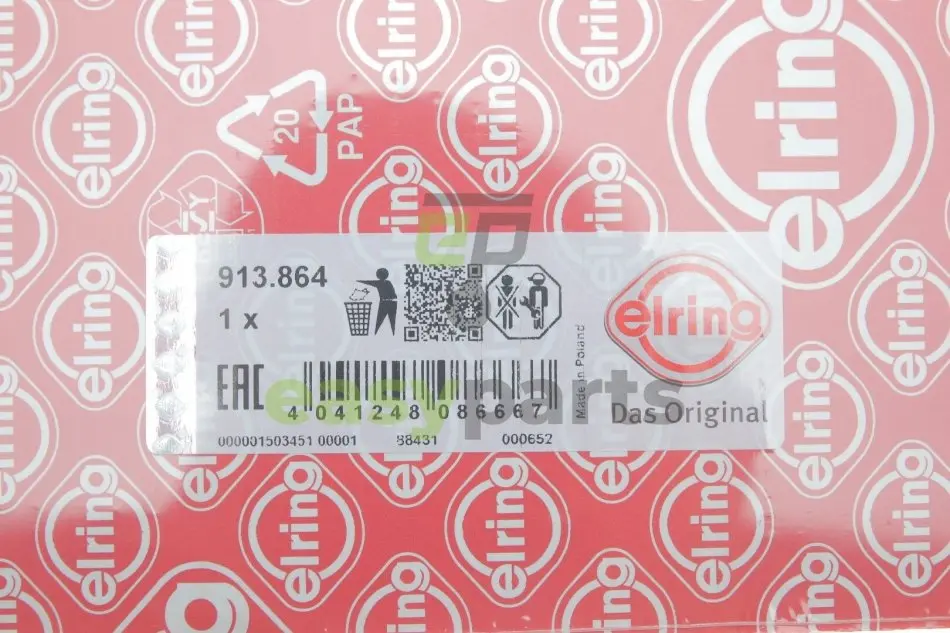 elring
20
PAP
913.864
1 x
EAC
4 041248 086667
000001503451 00001 88431 000652
Made in Poland
elring
Das Original
easyparts